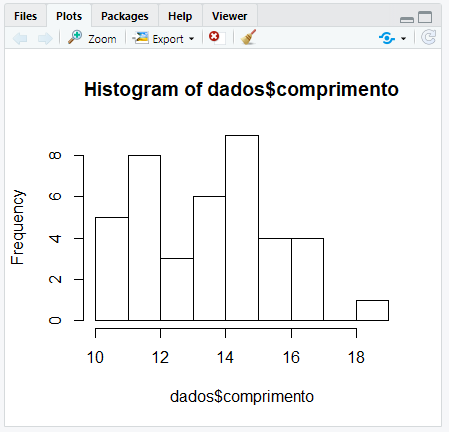 Files Plots Packages Help Viewer
Zoom Export
Histogram of dados$comprimento
Frequency
8
6
4
2
0
10 12 14 16 18
dados$comprimento